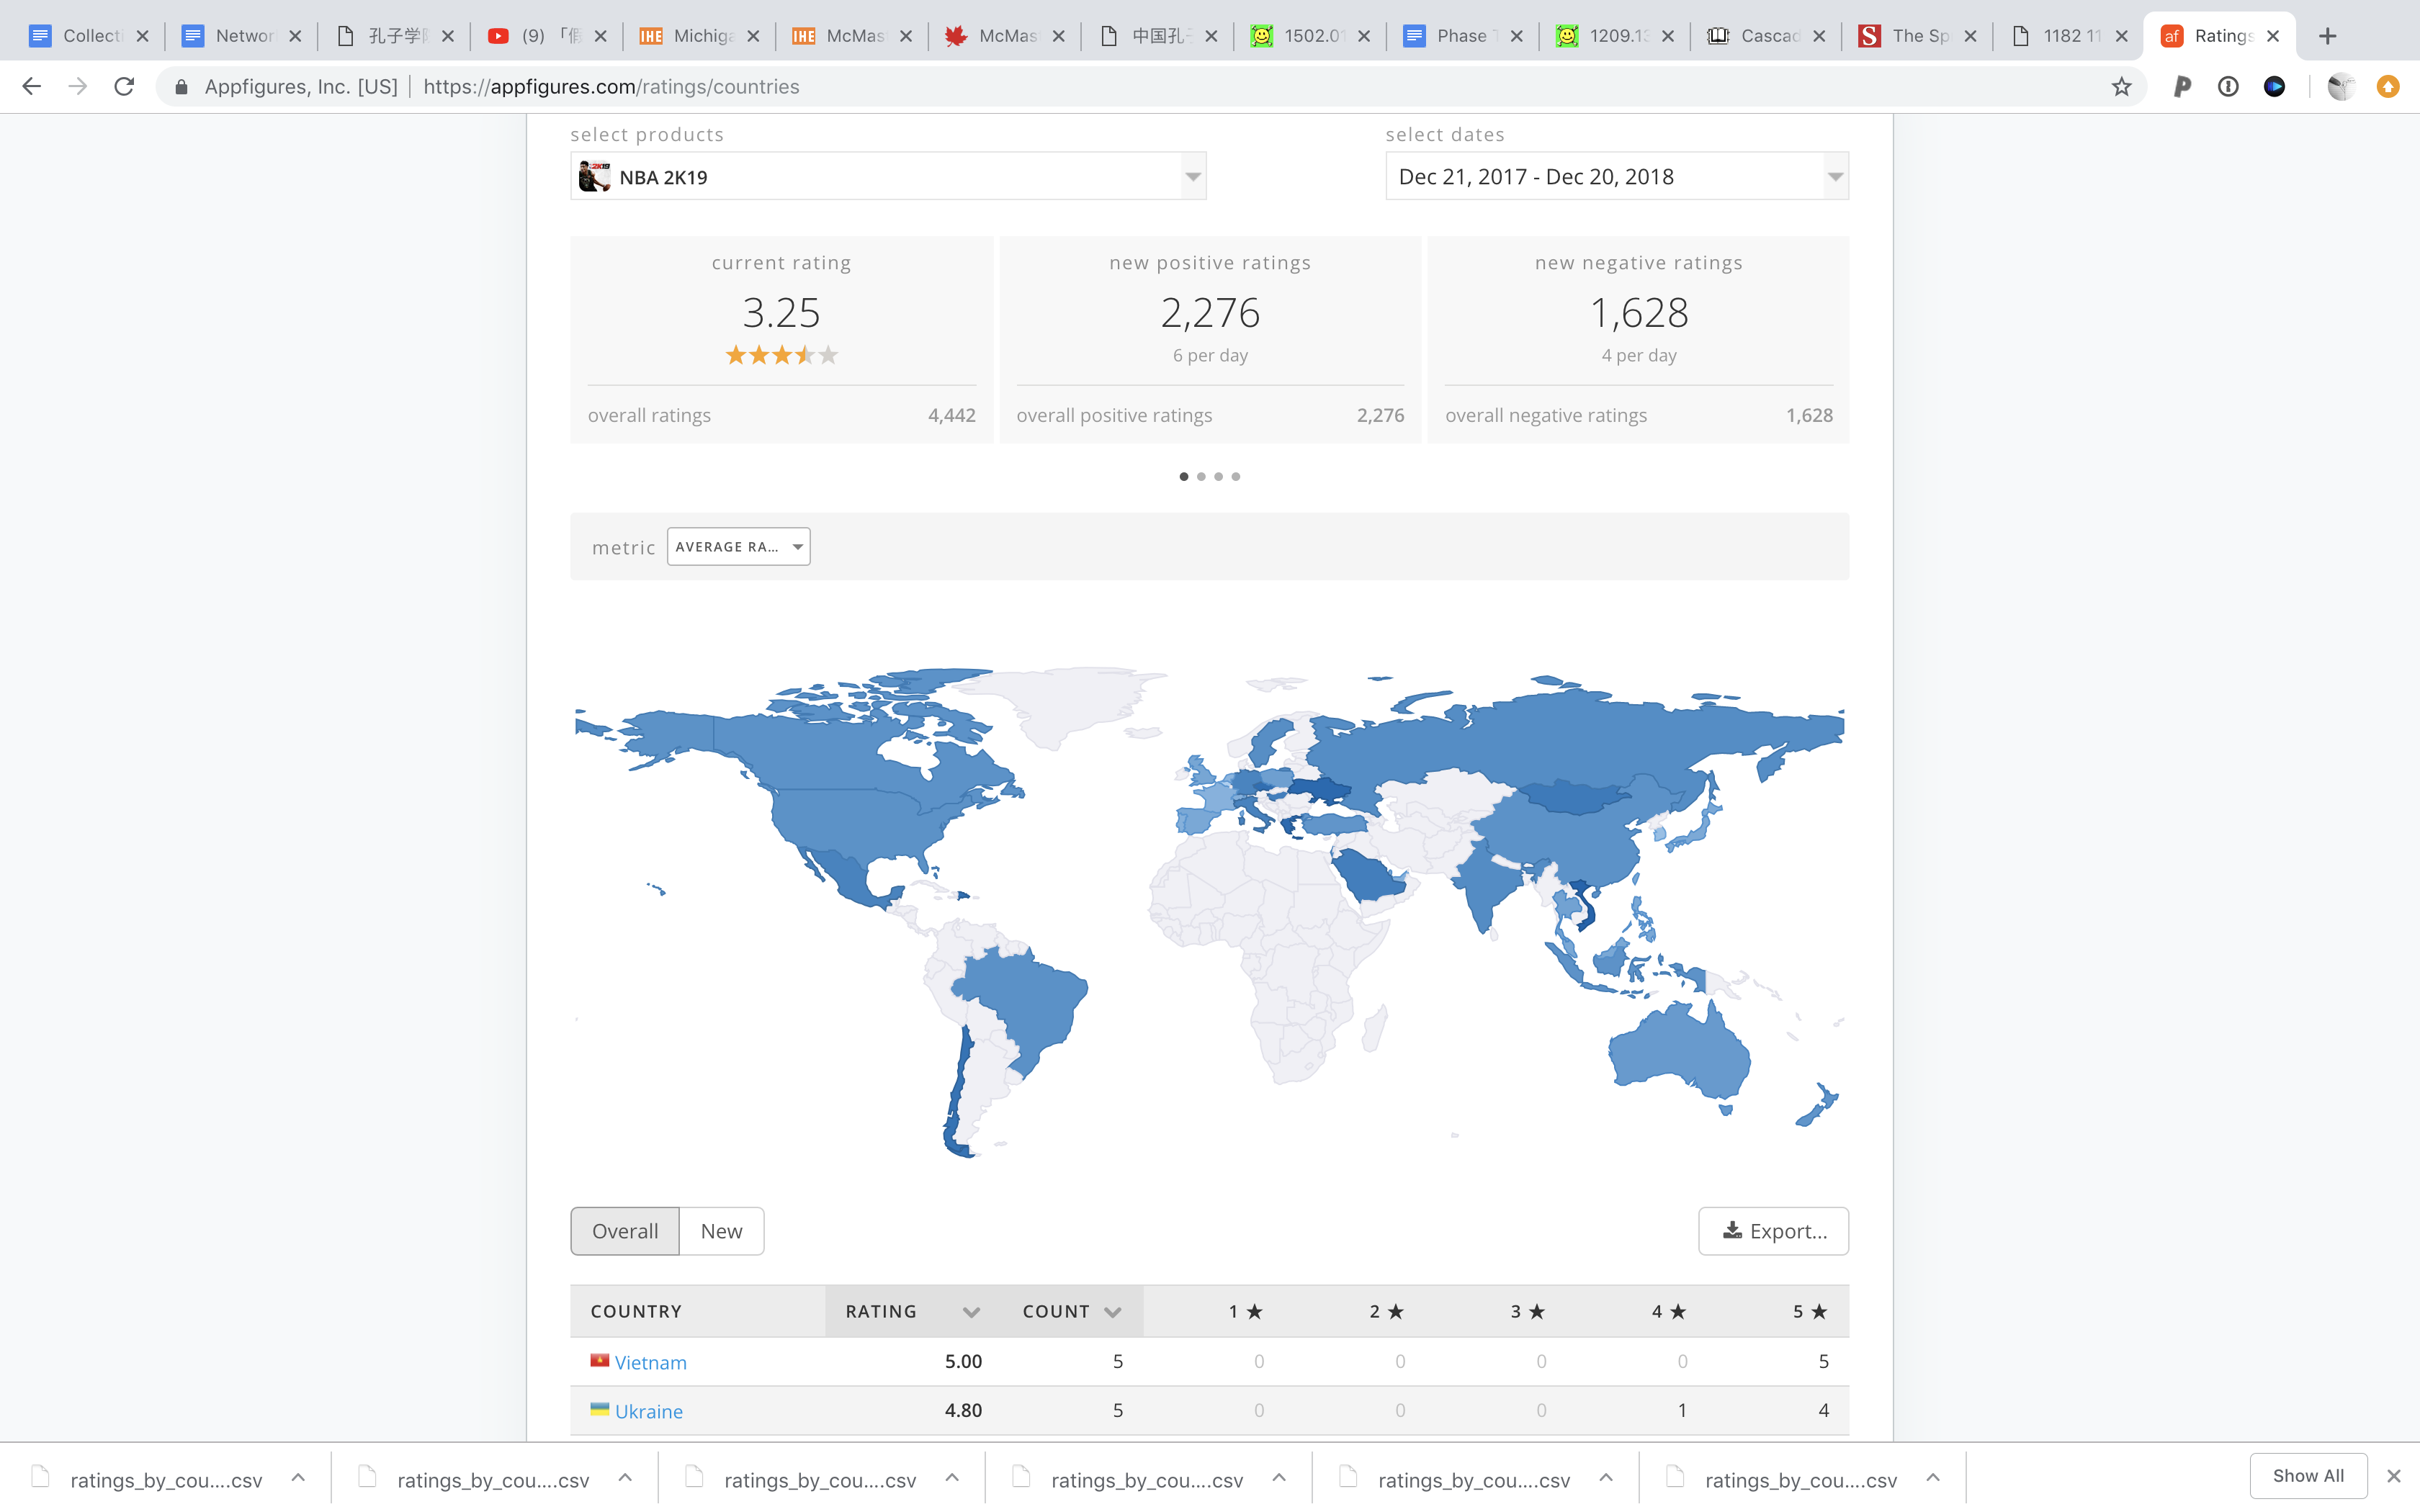 Collect
Networ
孔子学
(9) 「
Michiga
McMas
McMas
中国孔子
1502.01
Phase T
1209.13
Cascad
The Sp
1182 11
Ratings
Appfigures, Inc. [US] | https://appfigures.com/ratings/countries
select products
select dates
NBA 2K19
Dec 21, 2017 - Dec 20, 2018
current rating
new positive ratings
new negative ratings
3.25
2,276
1,628
6 per day
4 per day
overall ratings 4,442
overall positive ratings 2,276
overall negative ratings 1,628
metric AVERAGE RA...
Overall New
Export...
COUNTRY RATING COUNT 1 ★ 2 ★ 3 ★ 4 ★ 5 ★
Vietnam 5.00 5 0 0 0 0 5
Ukraine 4.80 5 0 0 0 1 4
ratings_by_cou....csv
ratings_by_cou....csv
ratings_by_cou....csv
ratings_by_cou....csv
ratings_by_cou....csv
ratings_by_cou....csv
Show All